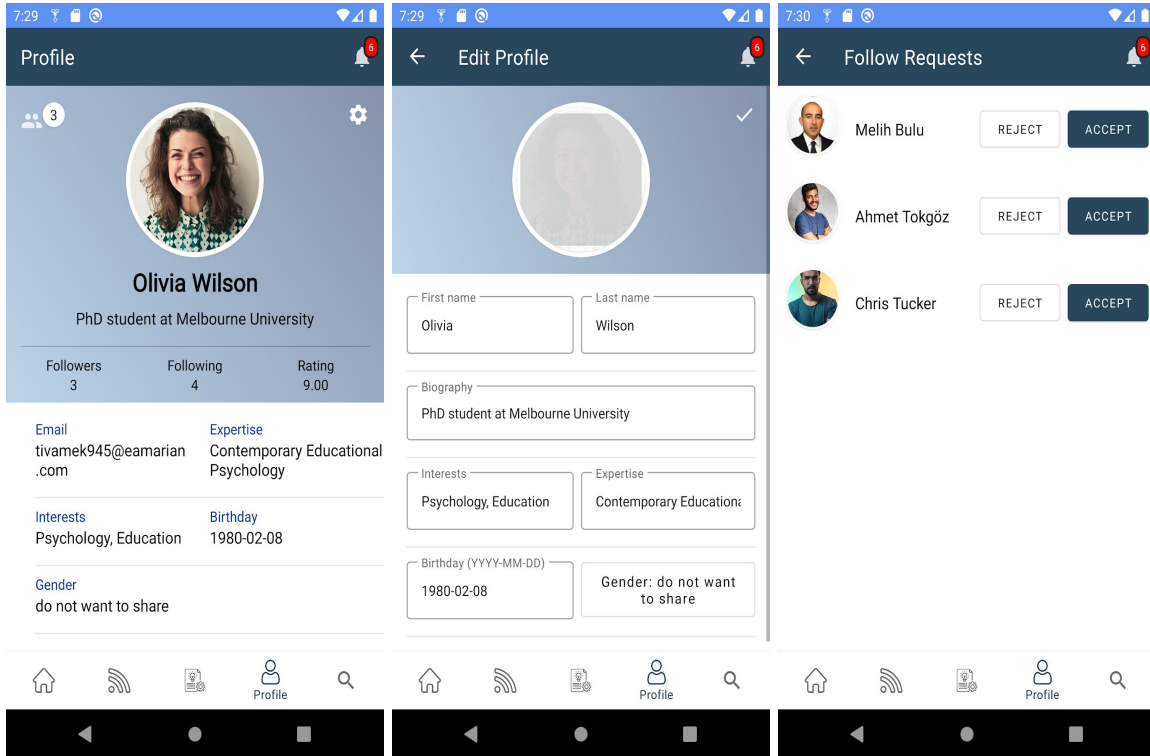 7:29
Profile
6
3
Olivia Wilson
PhD student at Melbourne University
Followers Following Rating
3 4 9.00
Email
tivamek945@eamarian
.com
Expertise
Contemporary Educational
Psychology
Interests
Psychology, Education
Birthday
1980-02-08
Gender
do not want to share
Profile
7:29
Edit Profile
6
First name
Olivia
Last name
Wilson
Biography
PhD student at Melbourne University
Interests
Psychology, Education
Expertise
Contemporary Educationa
Birthday (YYYY-MM-DD)
1980-02-08
Gender: do not want
to share
Profile
7:30
Follow Requests
6
Melih Bulu REJECT ACCEPT
Ahmet Tokgöz REJECT ACCEPT
Chris Tucker REJECT ACCEPT
Profile